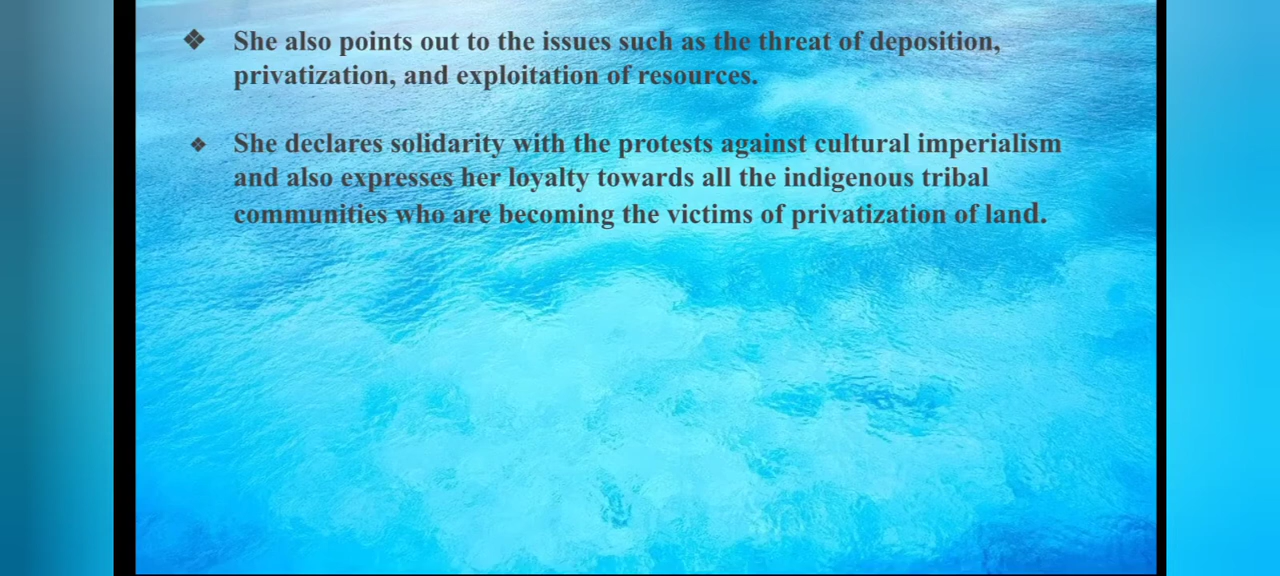 ❖ She also points out to the issues such as the threat of deposition,
privatization, and exploitation of resources.
❖ She declares solidarity with the protests against cultural imperialism
and also expresses her loyalty towards all the indigenous tribal
communities who are becoming the victims of privatization of land.